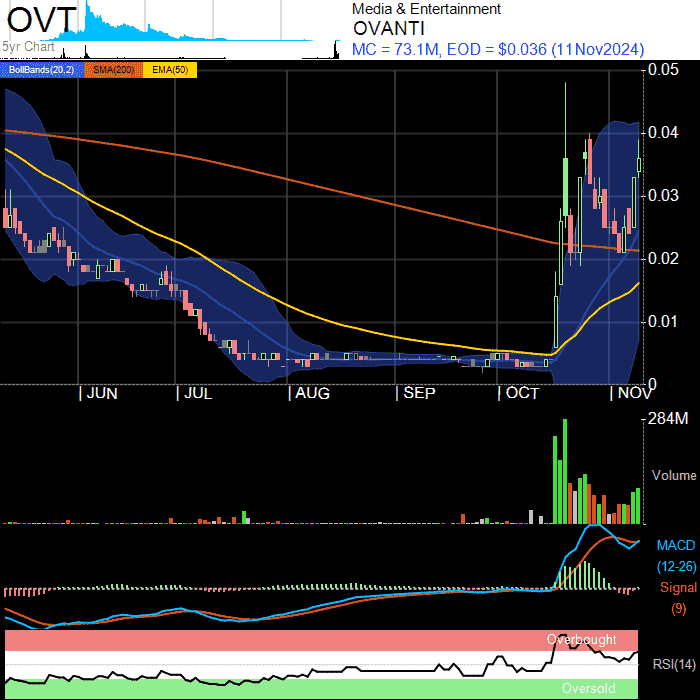 OVT
5yr Chart
Media & Entertainment
OVANTI
MC = 73.1M, EOD = $0.036 (11Nov2024)
BollBands(20,2) SMA(200) EMA(50)
0.05
0.04
0.03
0.02
0.01
0
JUN JUL AUG SEP OCT NOV
284M
Volume
MACD
(12-26)
Signal
(9)
Overbought
RSI(14)
Oversold